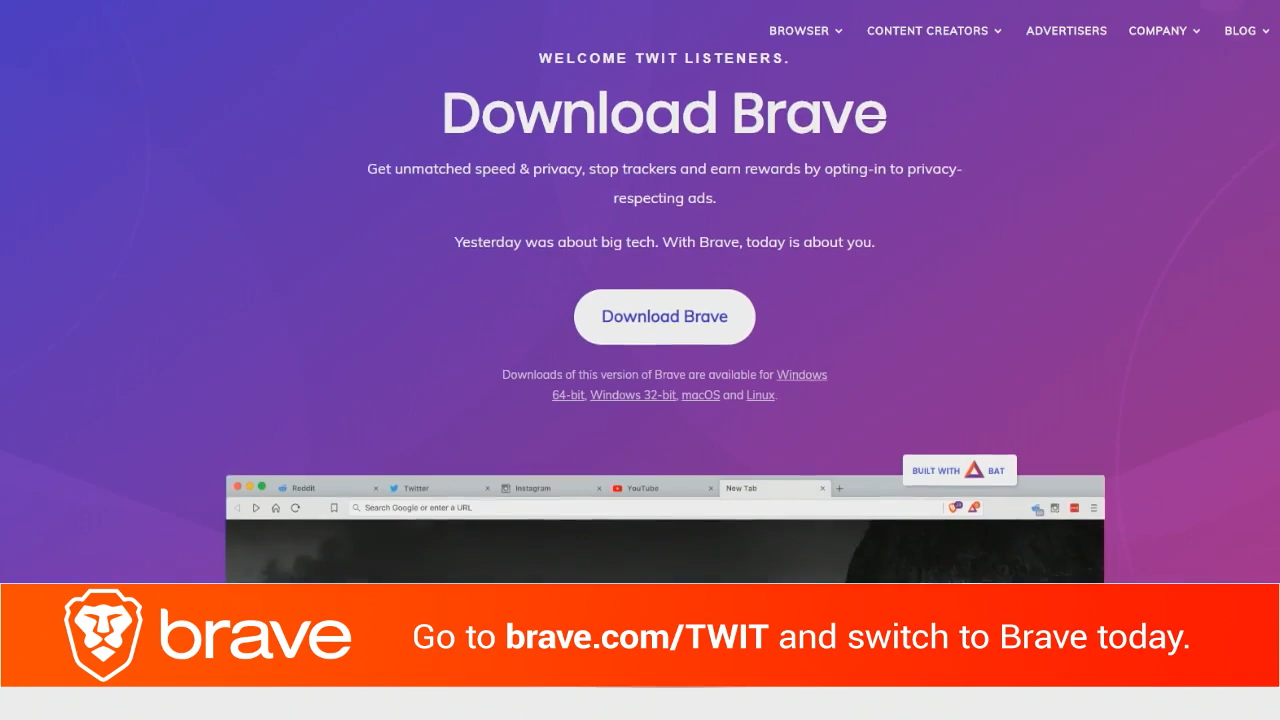 BROWSER CONTENT CREATORS ADVERTISERS COMPANY BLOG
WELCOME TWIT LISTENERS.
Download Brave
Get unmatched speed & privacy, stop trackers and earn rewards by opting-in to privacy-
respecting ads.
Yesterday was about big tech. With Brave, today is about you.
Download Brave
Downloads of this version of Brave are available for Windows
64-bit, Windows 32-bit, macOS and Linux.
BUILT WITH BAT
Reddit Twitter Instagram YouTube New Tab
Search Google or enter a URL
brave Go to brave.com/TWIT and switch to Brave today.